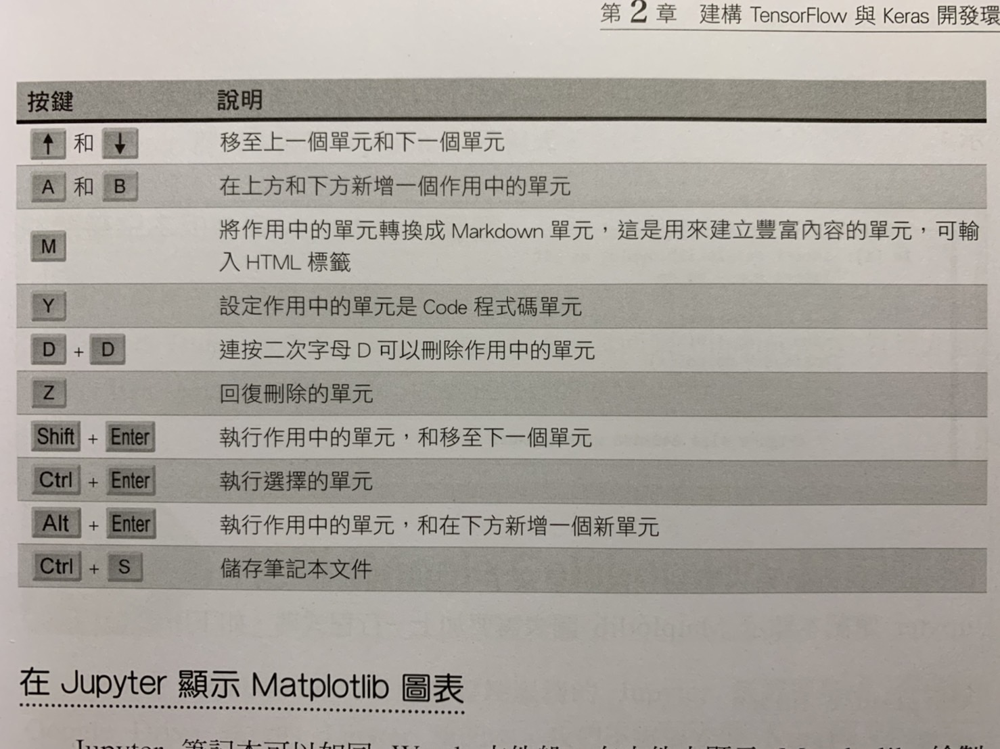 第 2 章 建構 TensorFlow 與 Keras 開發環
按鍵 說明
↑ 和 ↓ 移至上一個單元和下一個單元
A 和 B 在上方和下方新增一個作用中的單元
M 將作用中的單元轉換成 Markdown 單元，這是用來建立豐富內容的單元，可輸
入 HTML 標籤
Y 設定作用中的單元是 Code 程式碼單元
D + D 連按二次字母 D 可以刪除作用中的單元
Z 回復刪除的單元
Shift + Enter 執行作用中的單元，和移至下一個單元
Ctrl + Enter 執行選擇的單元
Alt + Enter 執行作用中的單元，和在下方新增一個新單元
Ctrl + S 儲存筆記本文件
在 Jupyter 顯示 Matplotlib 圖表
Jupyter 筆記本可以如同